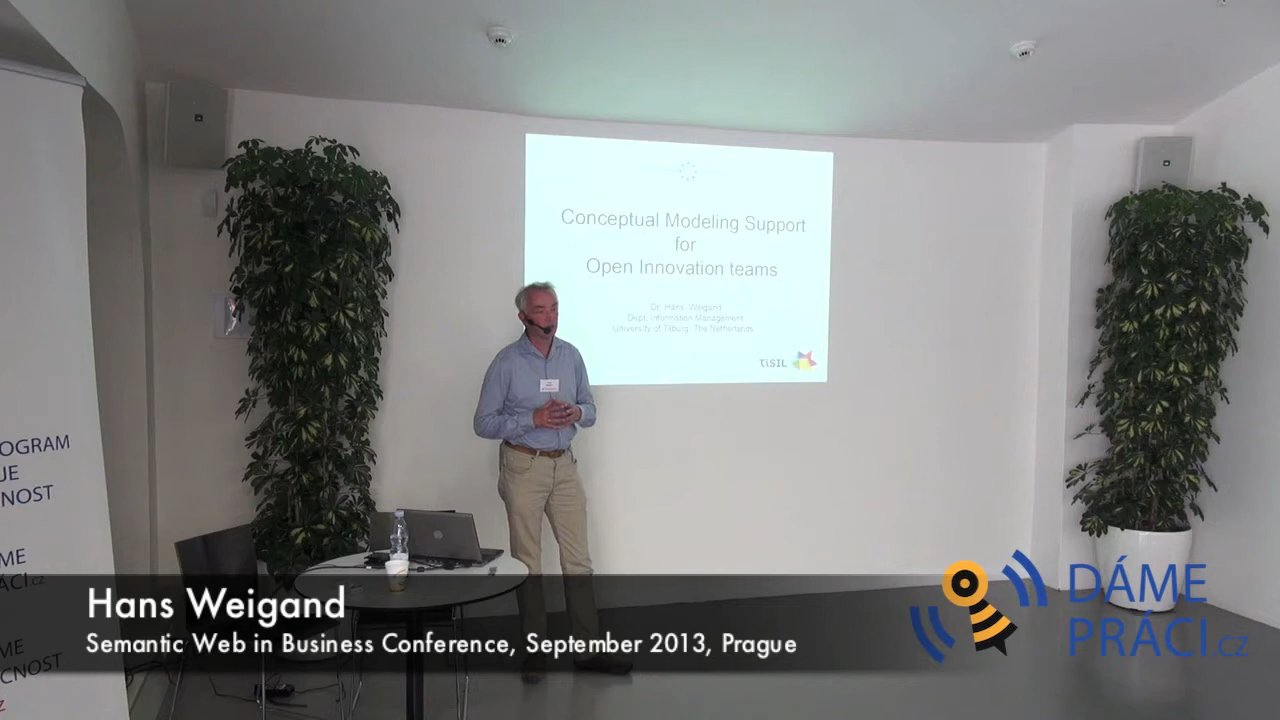 Conceptual Modeling Support
for
Open Innovation teams
Dr. Hans Weigand
Dept. Information Management
University of Tilburg The Netherlands
TiSIL
OGRAM
JE
NOST
ME
ÁCI.cz
ME
CNOST
z
Hans Weigand
Semantic Web in Business Conference, September 2013, Prague
DÁME
PRÁCI.cz